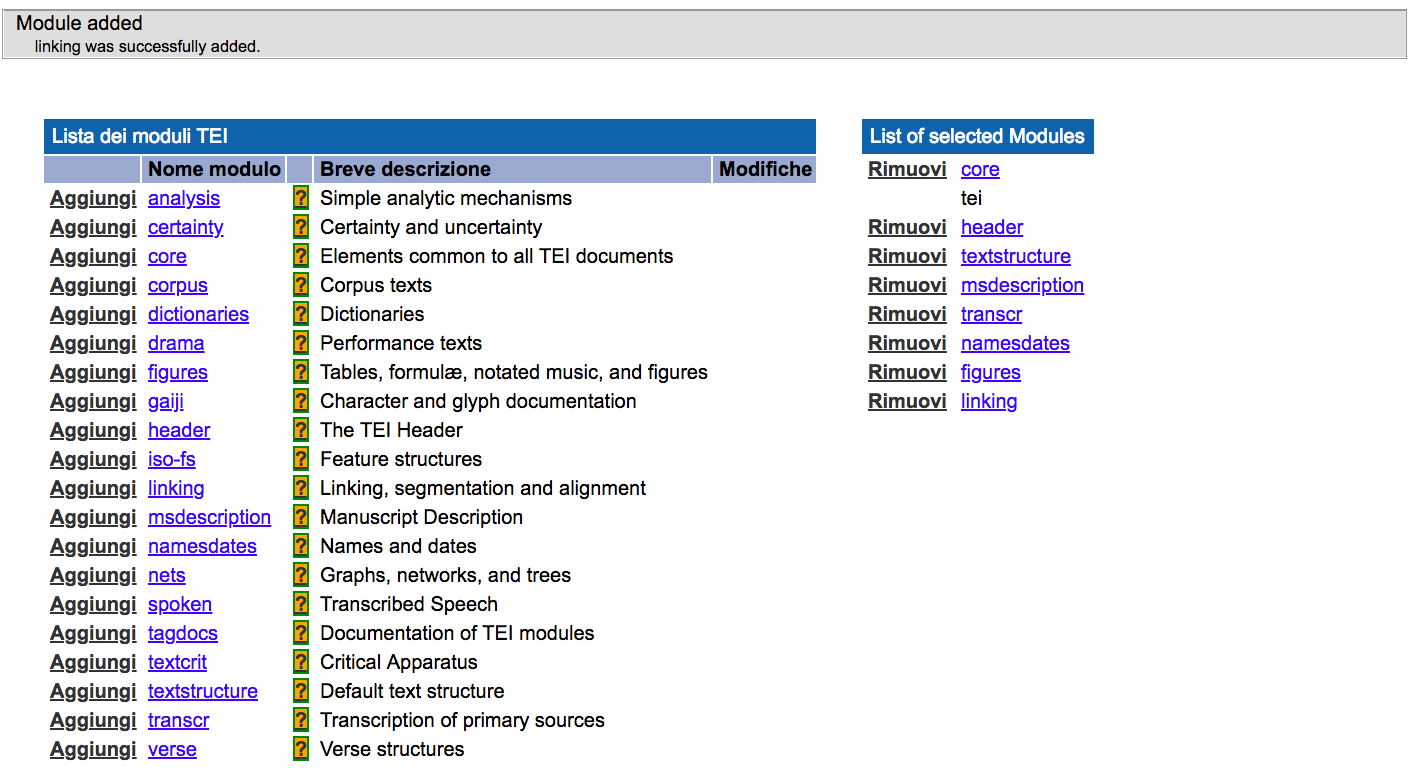 Module added
linking was successfully added.
Lista dei moduli TEI
Nome modulo Breve descrizione Modifiche
Aggiungi analysis ? Simple analytic mechanisms
Aggiungi certainty ? Certainty and uncertainty
Aggiungi core ? Elements common to all TEI documents
Aggiungi corpus ? Corpus texts
Aggiungi dictionaries ? Dictionaries
Aggiungi drama ? Performance texts
Aggiungi figures ? Tables, formulæ, notated music, and figures
Aggiungi gaiji ? Character and glyph documentation
Aggiungi header ? The TEI Header
Aggiungi iso-fs ? Feature structures
Aggiungi linking ? Linking, segmentation and alignment
Aggiungi msdescription ? Manuscript Description
Aggiungi namesdates ? Names and dates
Aggiungi nets ? Graphs, networks, and trees
Aggiungi spoken ? Transcribed Speech
Aggiungi tagdocs ? Documentation of TEI modules
Aggiungi textcrit ? Critical Apparatus
Aggiungi textstructure ? Default text structure
Aggiungi transcr ? Transcription of primary sources
Aggiungi verse ? Verse structures
List of selected Modules
Rimuovi core
tei
Rimuovi header
Rimuovi textstructure
Rimuovi msdescription
Rimuovi transcr
Rimuovi namesdates
Rimuovi figures
Rimuovi linking